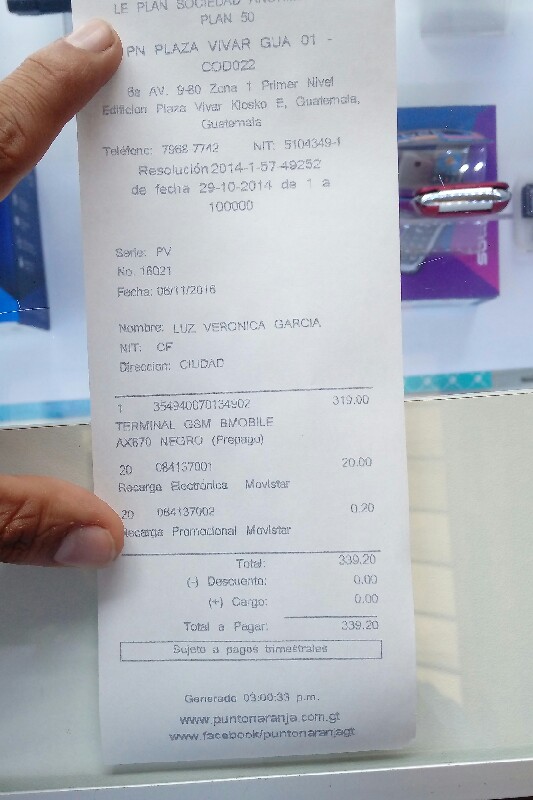 LE PLAN SOCIEDAD
PLAN 50
PN PLAZA VIVAR GUA 01 -
COD022
8a AV. 9-80 Zona 1 Primer Nivel
Edificion Plaza Vivar Kiosko E, Guatemala,
Guatemala
Teléfono: 7968 7742 NIT: 5104349-1
Resolución 2014-1-57-49252
de fecha 29-10-2014 de 1 a
100000
Serie: PV
No. 16021
Fecha: 06/11/2016
Nombre: LUZ VERONICA GARCIA
NIT: CF
Direccion: CIUDAD
1 354940070134902 319.00
TERMINAL GSM BMOBILE
AX670 NEGRO (Prepago)
20 084137001 20.00
Recarga Electrónica Movistar
20 084137002 0.20
Recarga Promocional Movistar
Total: 339.20
(-) Descuento: 0.00
(+) Cargo: 0.00
Total a Pagar: 339.20
Sujeto a pagos trimestrales
Generado 03:00:33 p.m.
www.puntonaranja.com.gt
www.facebook/puntonaranjagt